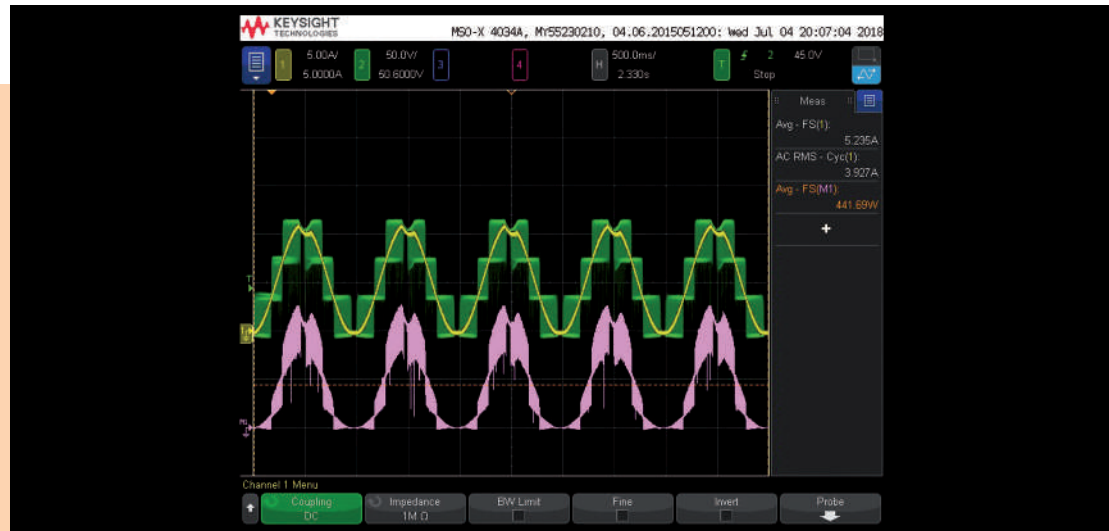 KEYSIGHT
TECHNOLOGIES
MSO-X 4034A, MY55230210, 04.06.2015051200: Wed Jul 04 20:07:04 2018
1 5.00A/ 2 50.0V/ 3 4 H 500.0ms/ T 2 45.0V
5.0000A 50.6000V 2.330s Stop
Meas
Avg - FS(1):
5.235A
AC RMS - Cyc(1):
3.927A
Avg - FS(M1):
441.69W
+
T
M1
Channel 1 Menu
Coupling Impedance BW Limit Fine Invert Probe
DC 1M Ω